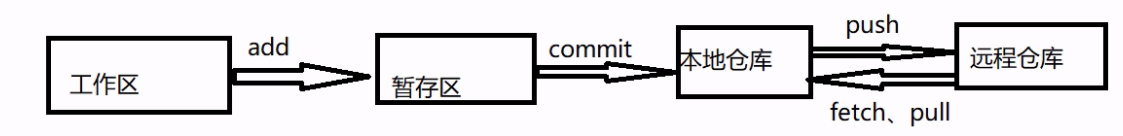 工作区
add
暂存区
commit
本地仓库
push
fetch、pull
远程仓库